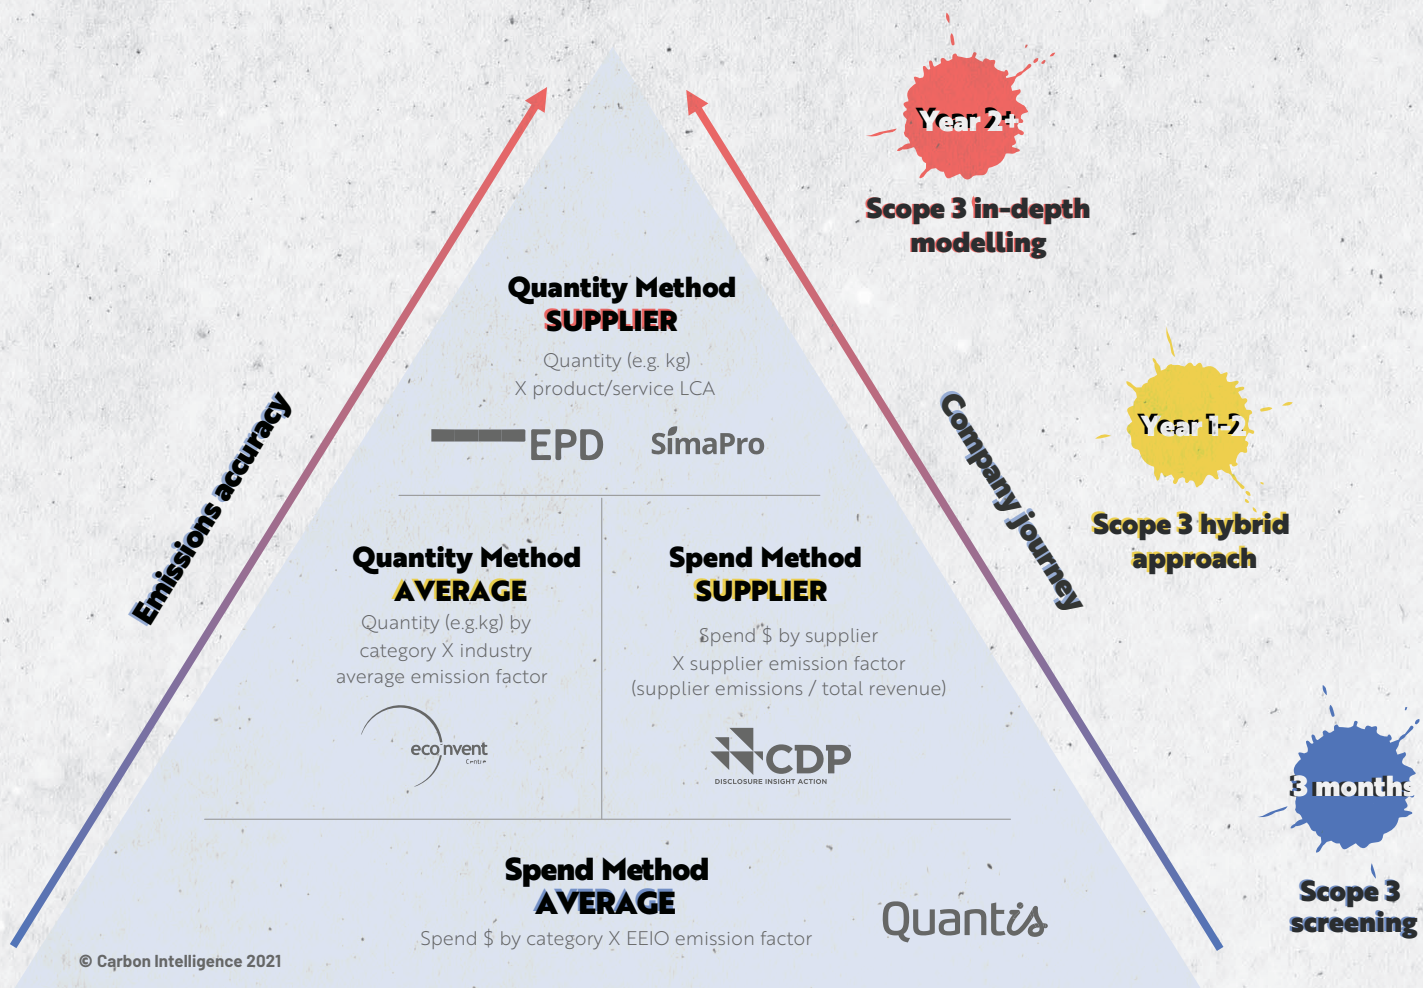 Year 2+
Scope 3 in-depth
modelling
Quantity Method
SUPPLIER
Quantity (e.g. kg)
X product/service LCA
EPD
SimaPro
Emissions accuracy
Company journey
Year 1-2
Scope 3 hybrid
approach
Quantity Method
AVERAGE
Quantity (e.g.kg) by
category X industry
average emission factor
ecoinvent
Centre
Spend Method
SUPPLIER
Spend $ by supplier
X supplier emission factor
(supplier emissions / total revenue)
CDP
DISCLOSURE INSIGHT ACTION
3 months
Scope 3
screening
Spend Method
AVERAGE
Spend $ by category X EEIO emission factor
Quantis
© Carbon Intelligence 2021